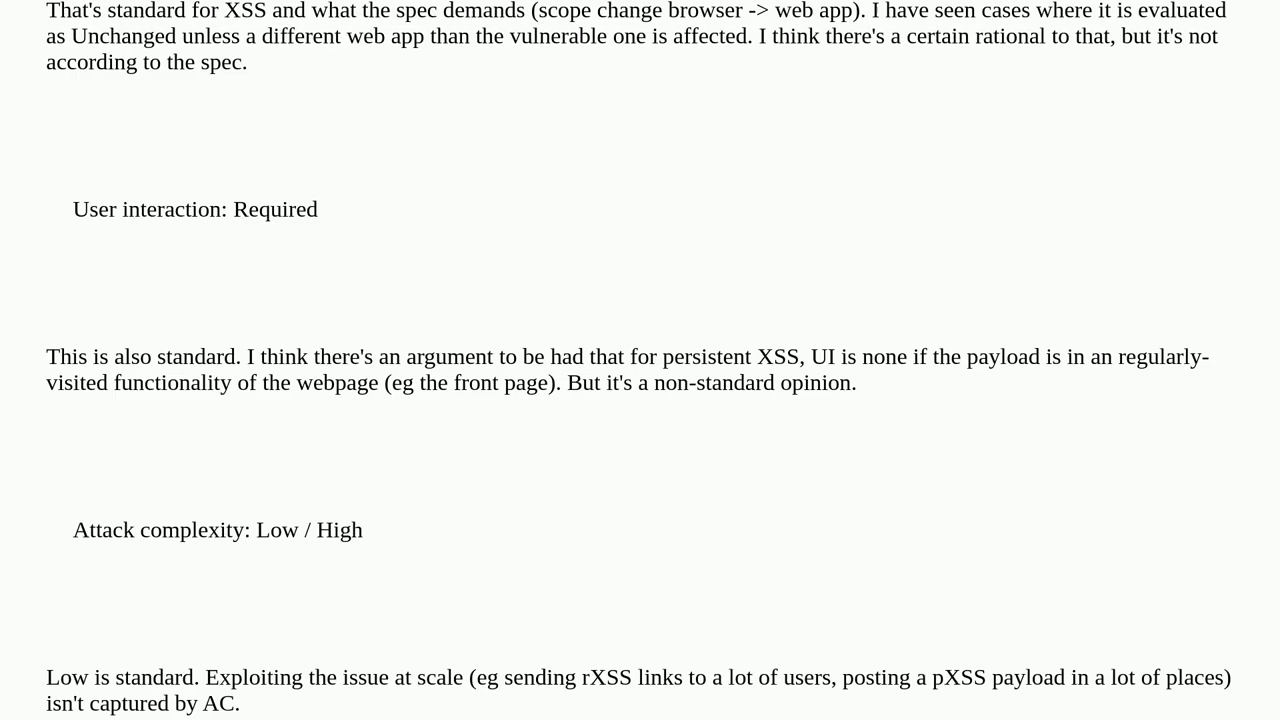 That's standard for XSS and what the spec demands (scope change browser -> web app). I have seen cases where it is evaluated
as Unchanged unless a different web app than the vulnerable one is affected. I think there's a certain rational to that, but it's not
according to the spec.
User interaction: Required
This is also standard. I think there's an argument to be had that for persistent XSS, UI is none if the payload is in an regularly-
visited functionality of the webpage (eg the front page). But it's a non-standard opinion.
Attack complexity: Low / High
Low is standard. Exploiting the issue at scale (eg sending rXSS links to a lot of users, posting a pXSS payload in a lot of places)
isn't captured by AC.